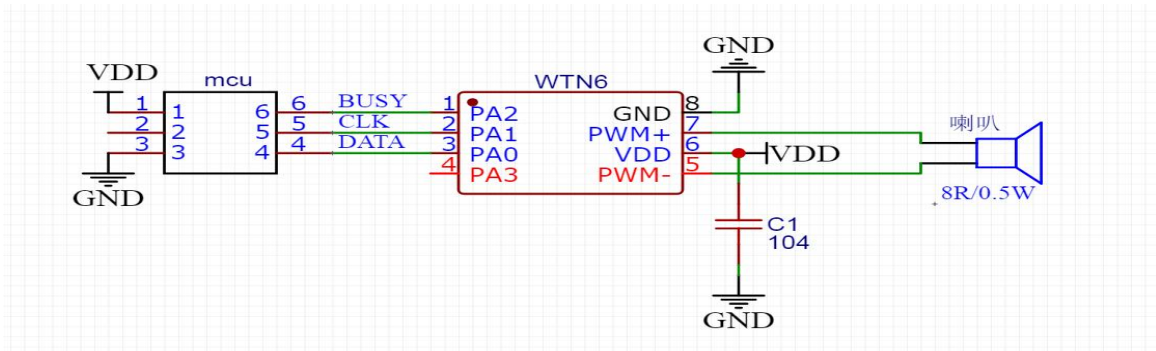 GND
VDD
mcu
WTN6
1 1 6 6 BUSY 1 PA2 GND 8
2 2 5 5 CLK 2 PA1 PWM+ 7 喇叭
3 3 4 4 DATA 3 PA0 VDD 6 VDD
4 PA3 PWM- 5
GND
8R/0.5W
C1
104
GND